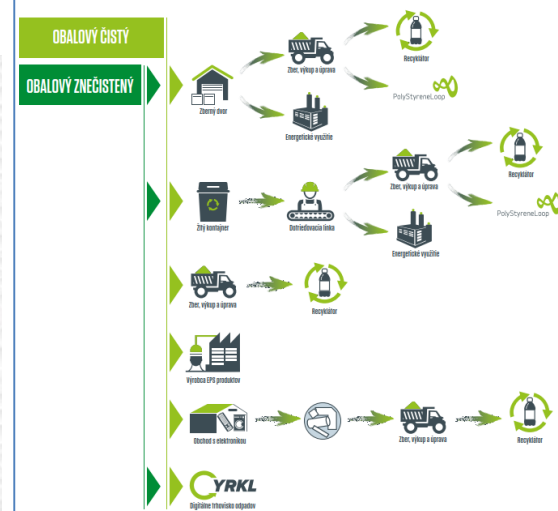 OBALOVÝ ČISTÝ
OBALOVÝ ZNEČISTENÝ
Zberný dvor
Zber, výkup a úprava
Recyklátor
PolyStyreneLoop
Energetické využitie
Žltý kontajner
Dotrieďovacia linka
Zber, výkup a úprava
Recyklátor
PolyStyreneLoop
Energetické využitie
Zber, výkup a úprava
Recyklátor
Výrobca EPS produktov
Obchod s elektronikou
Zber, výkup a úprava
Recyklátor
CYRKL
Digitálne trhovisko odpadov